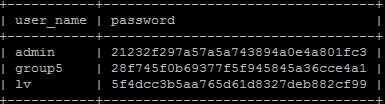 +-----------+----------------------------------+
| user_name | password                         |
+-----------+----------------------------------+
| admin     | 21232f297a57a5a743894a0e4a801fc3 |
| group5    | 28f745f0b69377f5f945845a36cce4a1 |
| lv        | 5f4dcc3b5aa765d61d8327deb882cf99 |
+-----------+----------------------------------+